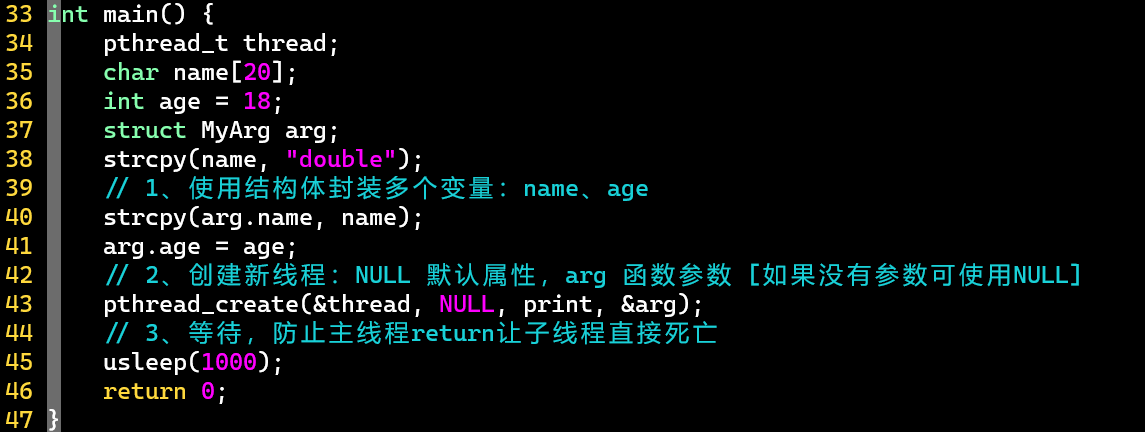 33 int main() {
34     pthread_t thread;
35     char name[20];
36     int age = 18;
37     struct MyArg arg;
38     strcpy(name, "double");
39     // 1、使用结构体封装多个变量：name、age
40     strcpy(arg.name, name);
41     arg.age = age;
42     // 2、创建新线程：NULL 默认属性，arg 函数参数 [如果没有参数可使用NULL]
43     pthread_create(&thread, NULL, print, &arg);
44     // 3、等待，防止主线程return让子线程直接死亡
45     usleep(1000);
46     return 0;
47 }